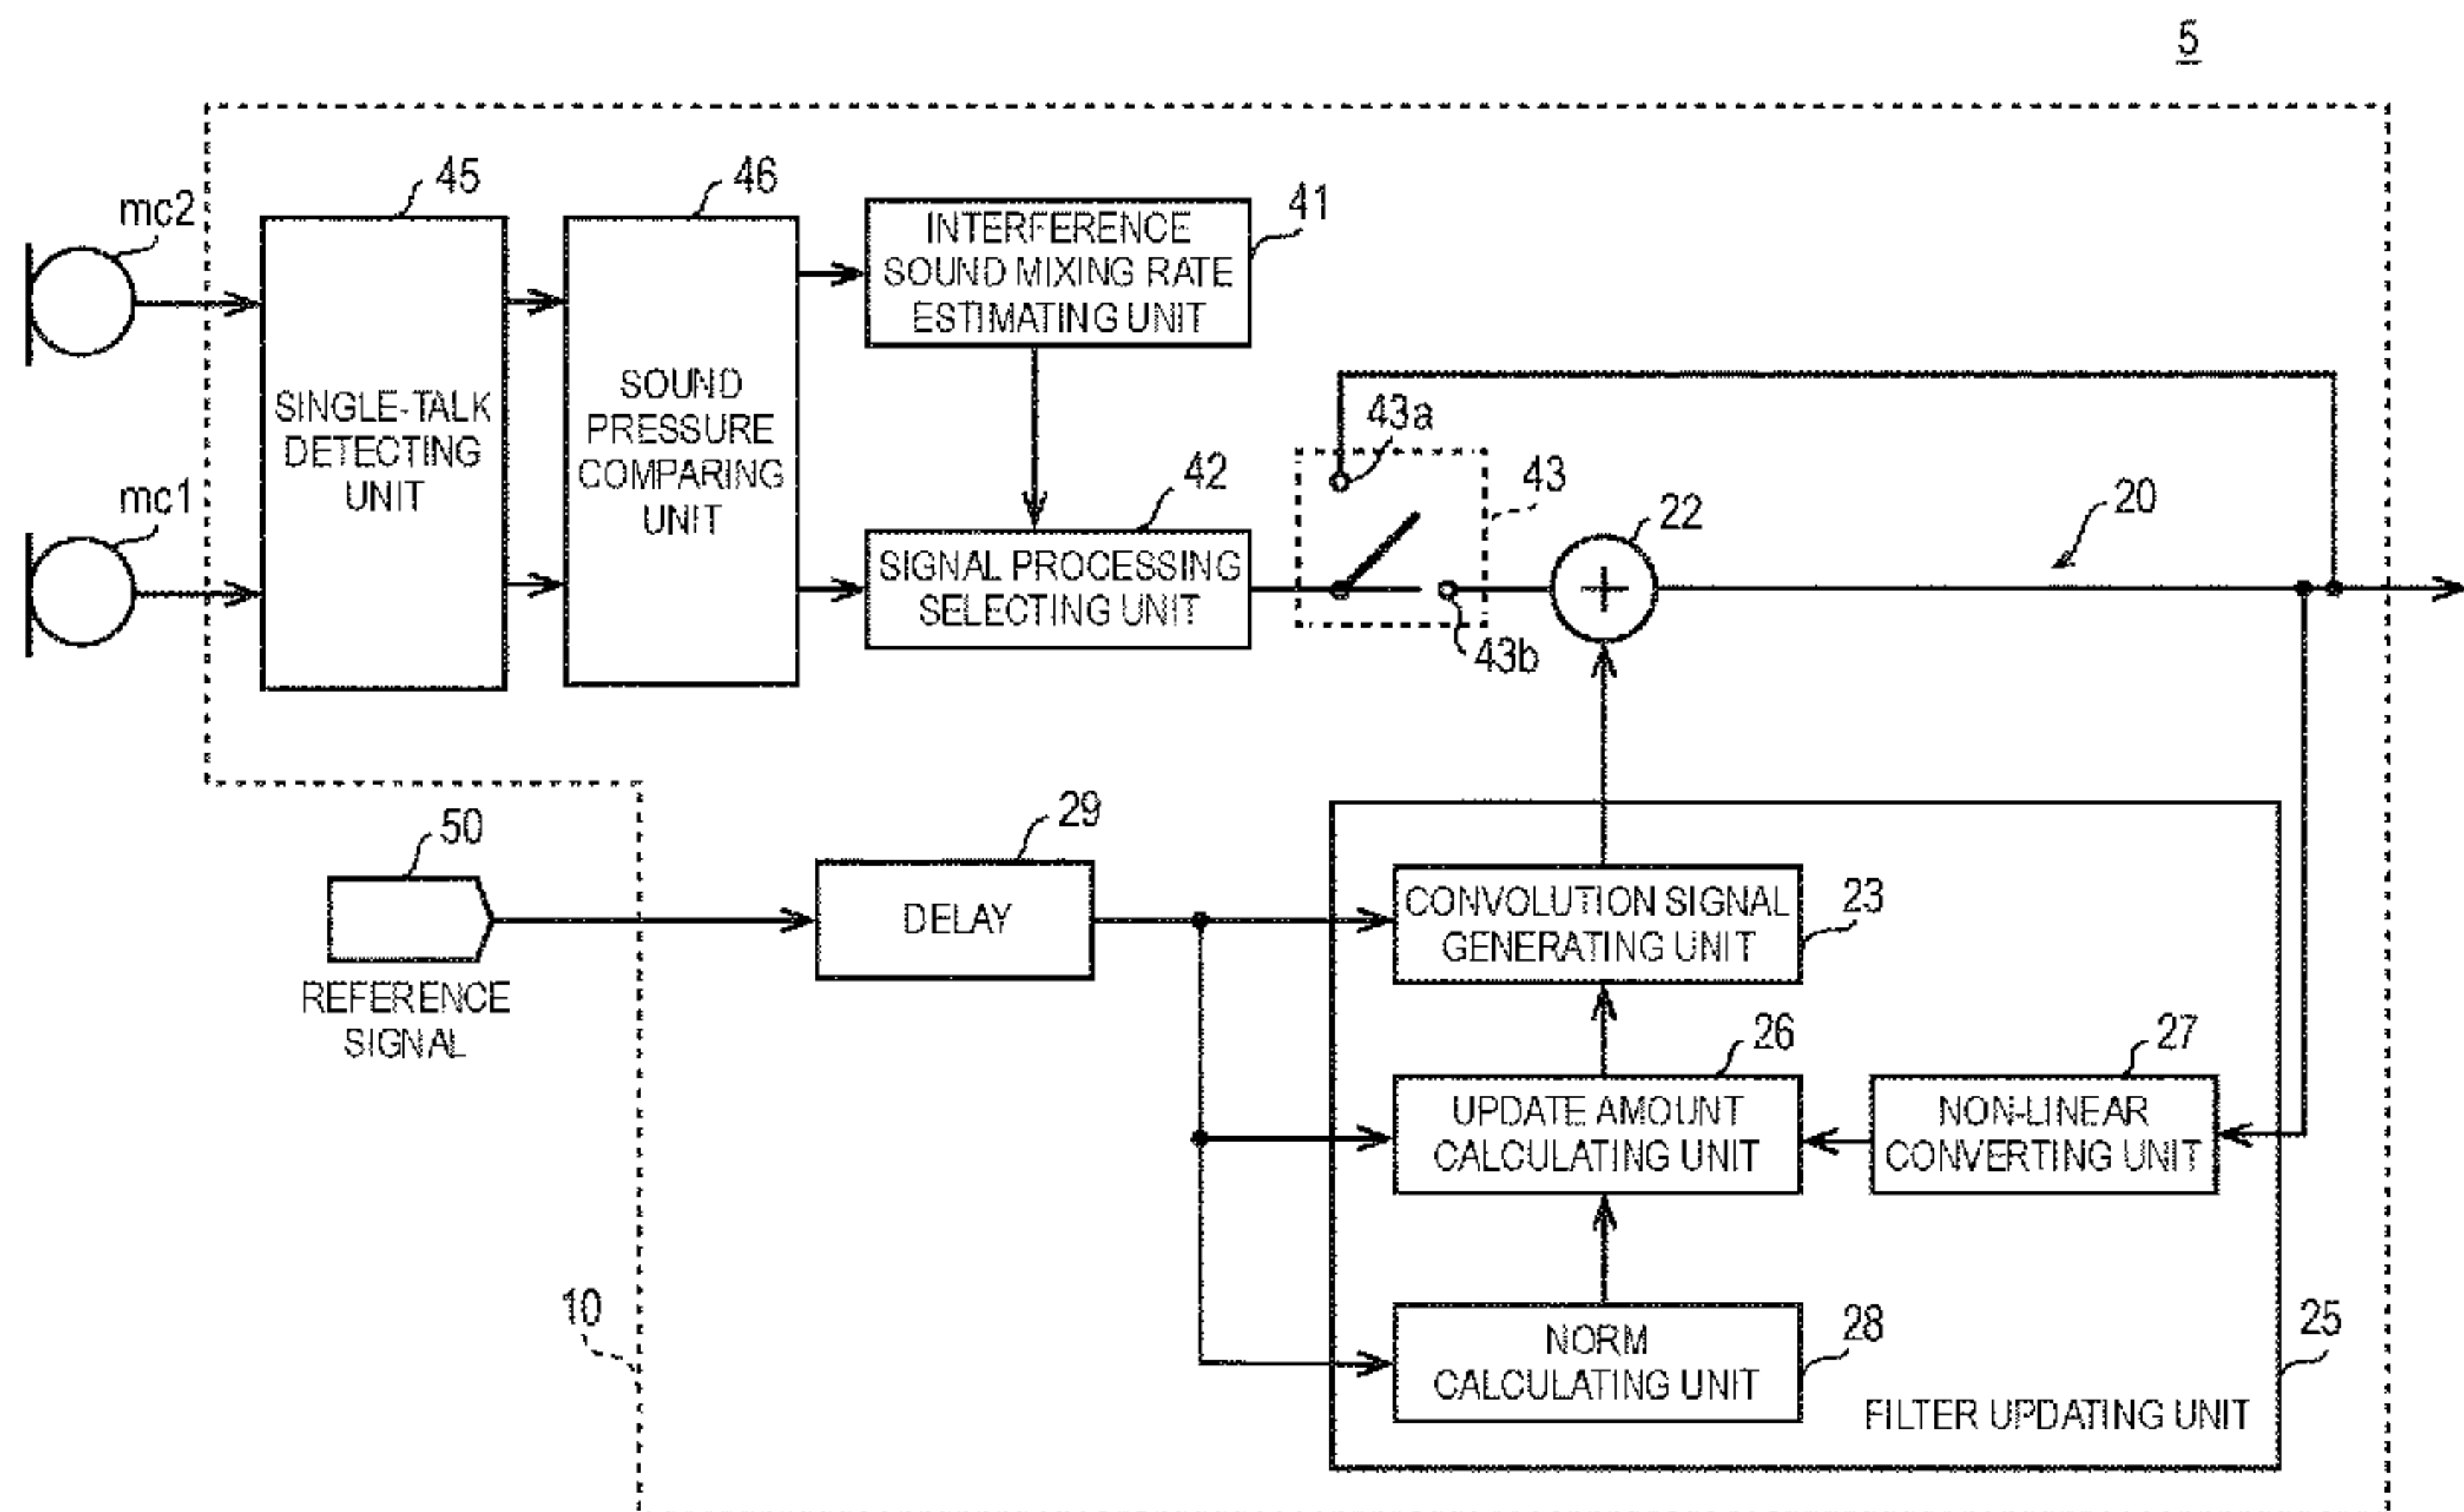 5
45
46
41
mc2
INTERFERENCE
SOUND MIXING RATE
ESTIMATING UNIT
SINGLE-TALK
DETECTING
UNIT
SOUND
PRESSURE
COMPARING
UNIT
43a
43
mc1
42
22
20
SIGNAL PROCESSING
SELECTING UNIT
43b
50
REFERENCE
SIGNAL
29
DELAY
CONVOLUTION SIGNAL
GENERATING UNIT
23
26
27
UPDATE AMOUNT
CALCULATING UNIT
NON-LINEAR
CONVERTING UNIT
10
NORM
CALCULATING UNIT
28
25
FILTER UPDATING UNIT